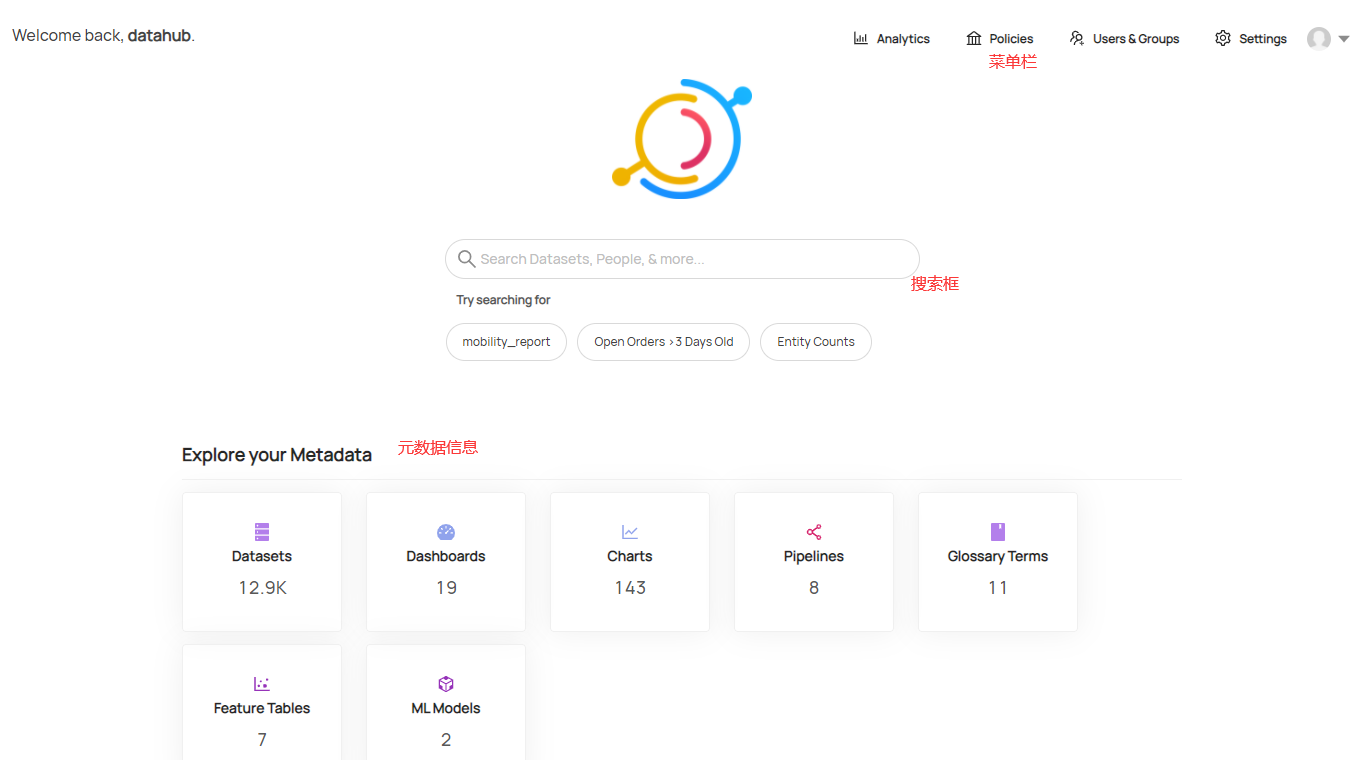 Welcome back, datahub.
Analytics Policies Users & Groups Settings
菜单栏
Search Datasets, People, & more...
搜索框
Try searching for
mobility_report Open Orders >3 Days Old Entity Counts
Explore your Metadata 元数据信息
Datasets Dashboards Charts Pipelines Glossary Terms
12.9K 19 143 8 11
Feature Tables ML Models
7 2